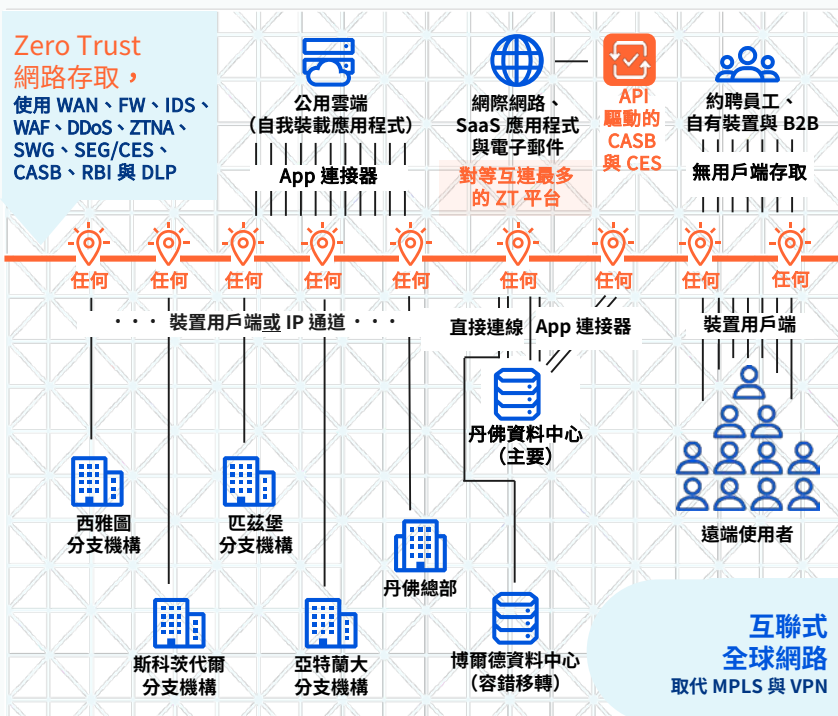 Zero Trust
網路存取，
使用 WAN、FW、IDS、
WAF、DDoS、ZTNA、
SWG、SEG/CES、
CASB、RBI 與 DLP
公用雲端
（自我裝載應用程式）
App 連接器
網際網路、
SaaS 應用程式
與電子郵件
對等互連最多
的 ZT 平台
API
驅動的
CASB
與 CES
約聘員工、
自有裝置與 B2B
無用戶端存取
任何
任何
任何
任何
任何
任何
任何
任何
任何
··· 裝置用戶端或 IP 通道 ···
直接連線
App 連接器
裝置用戶端
丹佛資料中心
（主要）
西雅圖
分支機構
匹茲堡
分支機構
遠端使用者
丹佛總部
斯科茨代爾
分支機構
亞特蘭大
分支機構
博爾德資料中心
（容錯移轉）
互聯式
全球網路
取代 MPLS 與 VPN